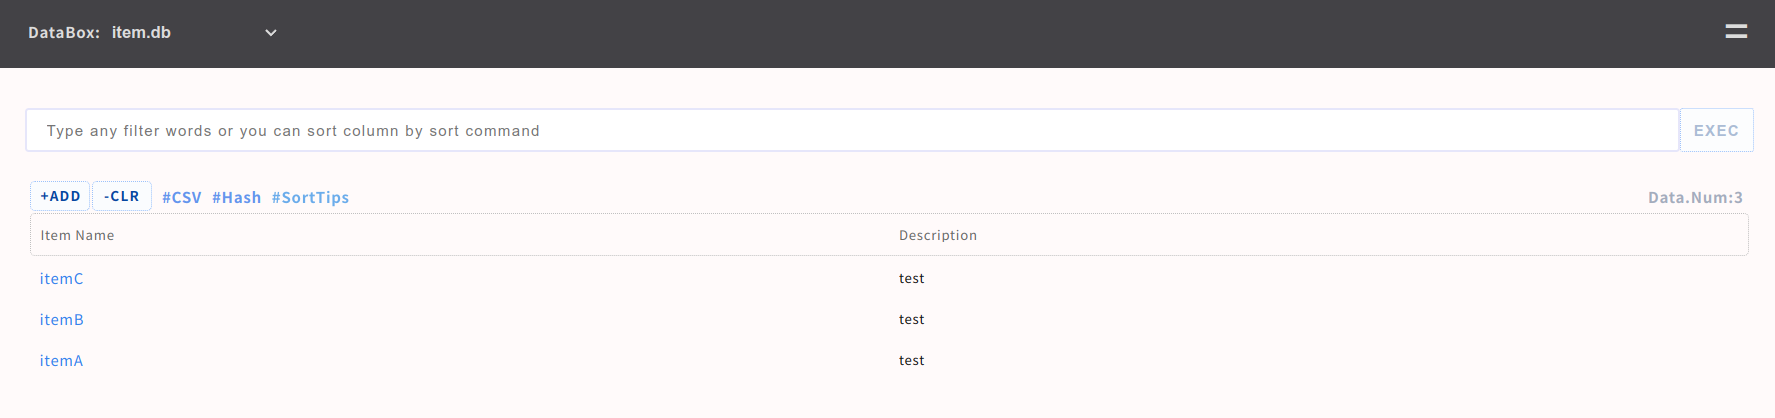 DataBox: item.db
Type any filter words or you can sort column by sort command EXEC
+ADD -CLR #CSV #Hash #SortTips Data.Num:3
Item Name Description
itemC test
itemB test
itemA test